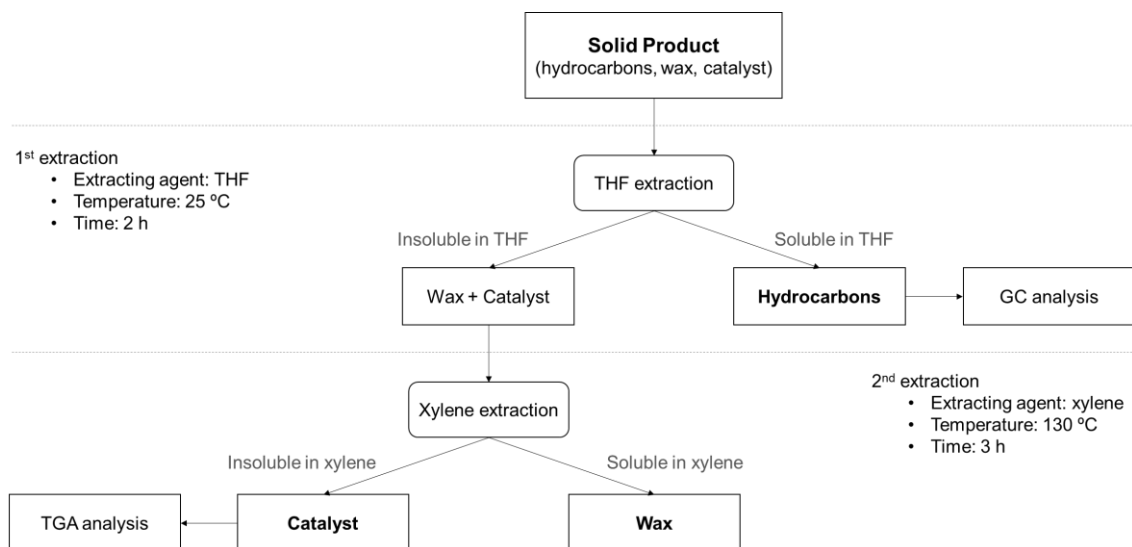 Solid Product
(hydrocarbons, wax, catalyst)
1st extraction
• Extracting agent: THF
• Temperature: 25 ºC
• Time: 2 h
THF extraction
Insoluble in THF
Soluble in THF
Wax + Catalyst
Hydrocarbons
GC analysis
2nd extraction
• Extracting agent: xylene
• Temperature: 130 ºC
• Time: 3 h
Xylene extraction
Insoluble in xylene
Soluble in xylene
TGA analysis
Catalyst
Wax